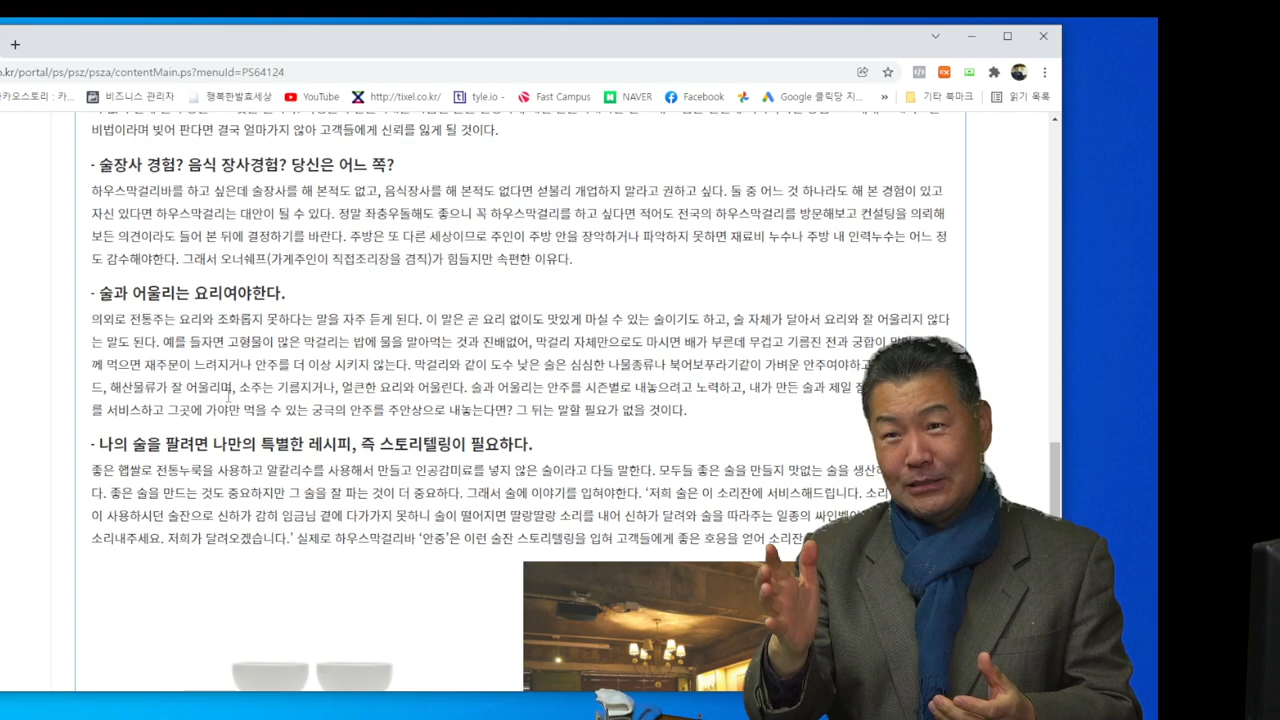 o.kr/portal/ps/psz/psza/contentMain.ps?menuId=PS64124
카오스토리 : 카...
비즈니스 관리자
행복한발효세상
YouTube
http://tixel.co.kr/
tyle.io -
Fast Campus
NAVER
Facebook
Google 클릭당 지...
»
기타 북마크
읽기 목록
비법이라며 빚어 판다면 결국 얼마가지 않아 고객들에게 신뢰를 잃게 될 것이다.
- 술장사 경험? 음식 장사경험? 당신은 어느 쪽?
하우스막걸리바를 하고 싶은데 술장사를 해 본적도 없고, 음식장사를 해 본적도 없다면 섣불리 개업하지 말라고 권하고 싶다. 둘 중 어느 것 하나라도 해 본 경험이 있고
자신 있다면 하우스막걸리는 대안이 될 수 있다. 정말 좌충우돌해도 좋으니 꼭 하우스막걸리를 하고 싶다면 적어도 전국의 하우스막걸리를 방문해보고 컨설팅을 의뢰해
보든 의견이라도 들어 본 뒤에 결정하기를 바란다. 주방은 또 다른 세상이므로 주인이 주방 안을 장악하거나 파악하지 못하면 재료비 누수나 주방 내 인력누수는 어느 정
도 감수해야한다. 그래서 오너쉐프(가게주인이 직접조리장을 겸직)가 힘들지만 속편한 이유다.
- 술과 어울리는 요리여야한다.
의외로 전통주는 요리와 조화롭지 못하다는 말을 자주 듣게 된다. 이 말은 곧 요리 없이도 맛있게 마실 수 있는 술이기도 하고, 술 자체가 달아서 요리와 잘 어울리지 않다
는 말도 된다. 예를 들자면 고형물이 많은 막걸리는 밥에 물을 말아먹는 것과 진배없어, 막걸리 자체만으로도 마시면 배가 부른데 무겁고 기름진 전과 궁합이
께 먹으면 재주문이 느려지거나 안주를 더 이상 시키지 않는다. 막걸리와 같이 도수 낮은 술은 심심한 나물종류나 북어보푸라기같이 가벼운 안주여야하고
드, 해산물류가 잘 어울리며, 소주는 기름지거나, 얼큰한 요리와 어울린다. 술과 어울리는 안주를 시즌별로 내놓으려고 노력하고, 내가 만든 술과 제일
를 서비스하고 그곳에 가야만 먹을 수 있는 궁극의 안주를 주안상으로 내놓는다면? 그 뒤는 말할 필요가 없을 것이다.
- 나의 술을 팔려면 나만의 특별한 레시피, 즉 스토리텔링이 필요하다.
좋은 햅쌀로 전통누룩을 사용하고 알칼리수를 사용해서 만들고 인공감미료를 넣지 않은 술이라고 다들 말한다. 모두들 좋은 술을 만들지 맛없는 술을
다. 좋은 술을 만드는 것도 중요하지만 그 술을 잘 파는 것이 더 중요하다. 그래서 술에 이야기를 입혀야한다. ‘저희 술은 이 소리잔에 서비스해드립니다.
이 사용하시던 술잔으로 신하가 감히 임금님 곁에 다가가지 못하니 술이 떨어지면 딸랑딸랑 소리를 내어 신하가 달려와 술을 따라주는 일종의
소리내주세요. 저희가 달려오겠습니다.’ 실제로 하우스막걸리바 ‘안중’은 이런 술잔 스토리텔링을 입혀 고객들에게 좋은 호응을 얻어